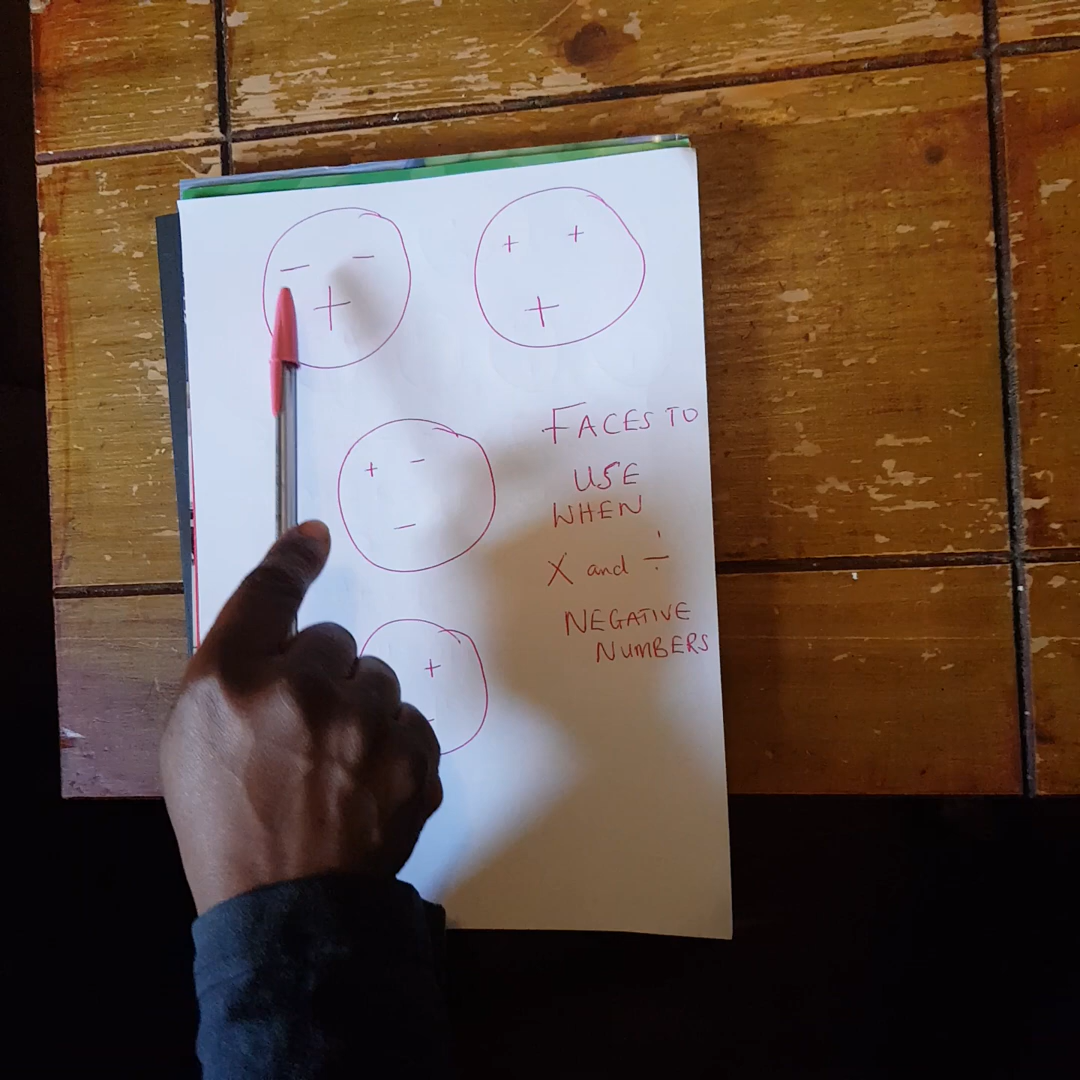 − −
+
+ +
+
+ −
−
+
−
FACES TO
USE
WHEN
X and ÷
NEGATIVE
NUMBERS